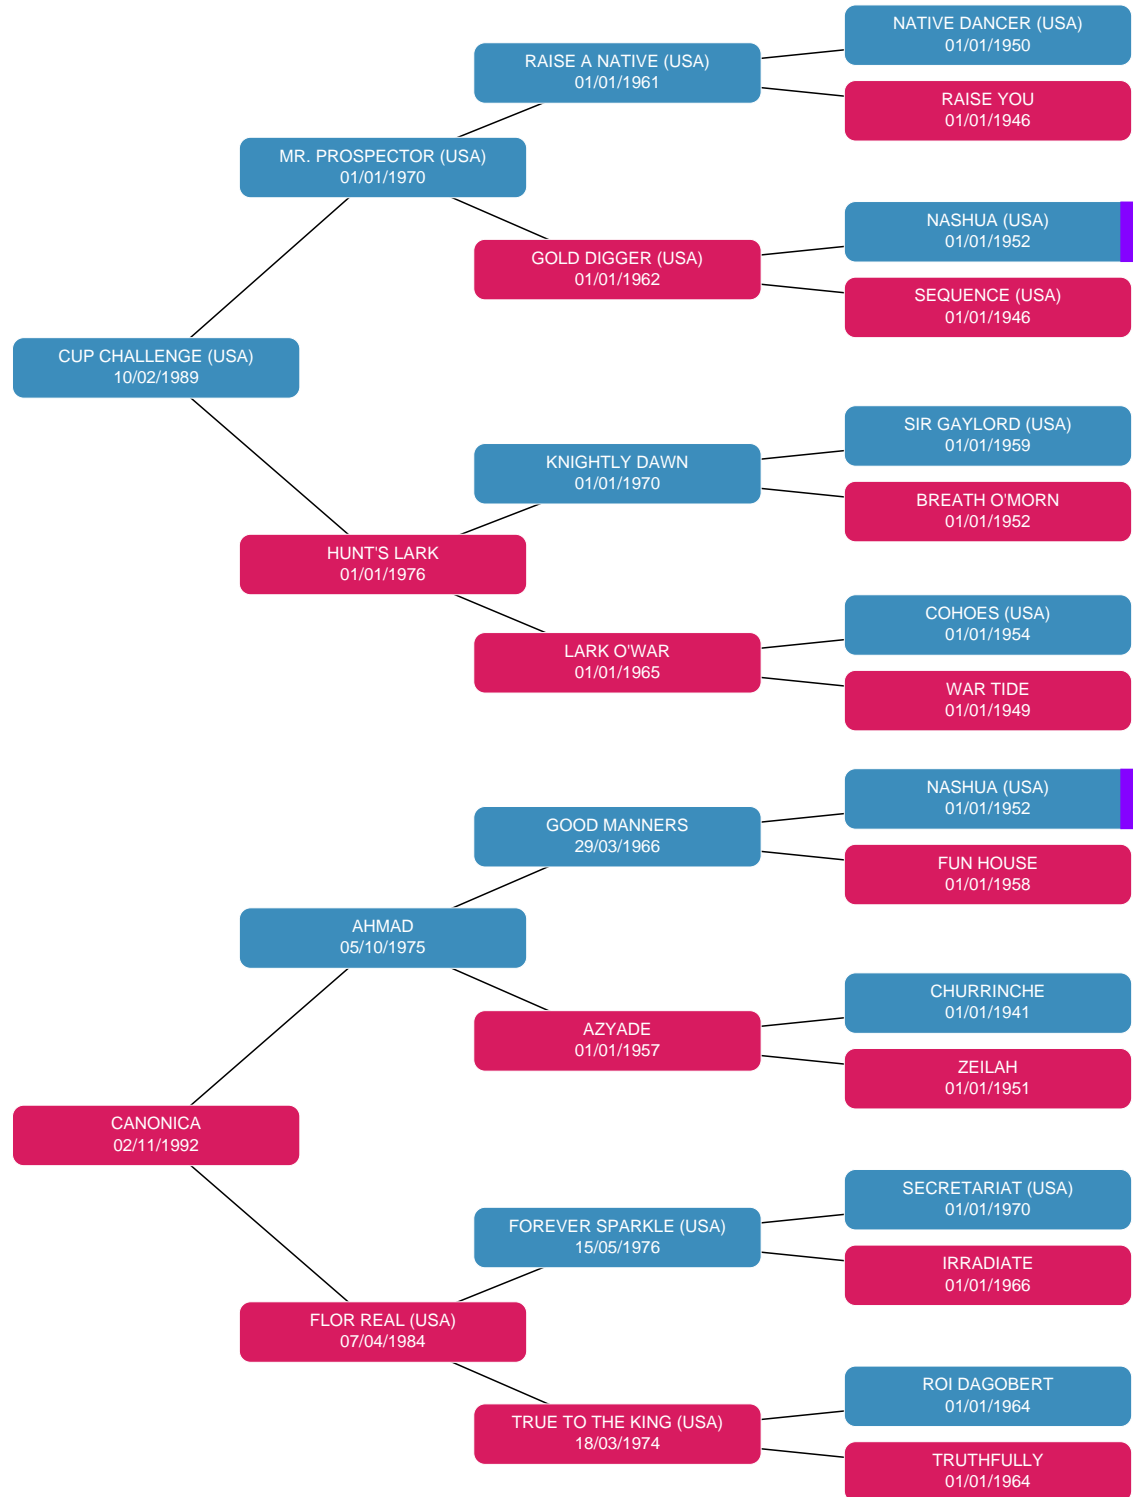 NATIVE DANCER (USA)
01/01/1950
RAISE A NATIVE (USA)
01/01/1961
RAISE YOU
01/01/1946
MR. PROSPECTOR (USA)
01/01/1970
NASHUA (USA)
01/01/1952
GOLD DIGGER (USA)
01/01/1962
SEQUENCE (USA)
01/01/1946
CUP CHALLENGE (USA)
10/02/1989
SIR GAYLORD (USA)
01/01/1959
KNIGHTLY DAWN
01/01/1970
BREATH O'MORN
01/01/1952
HUNT'S LARK
01/01/1976
COHOES (USA)
01/01/1954
LARK O'WAR
01/01/1965
WAR TIDE
01/01/1949
NASHUA (USA)
01/01/1952
GOOD MANNERS
29/03/1966
FUN HOUSE
01/01/1958
AHMAD
05/10/1975
CHURRINCHE
01/01/1941
AZYADE
01/01/1957
ZEILAH
01/01/1951
CANONICA
02/11/1992
SECRETARIAT (USA)
01/01/1970
FOREVER SPARKLE (USA)
15/05/1976
IRRADIATE
01/01/1966
FLOR REAL (USA)
07/04/1984
ROI DAGOBERT
01/01/1964
TRUE TO THE KING (USA)
18/03/1974
TRUTHFULLY
01/01/1964